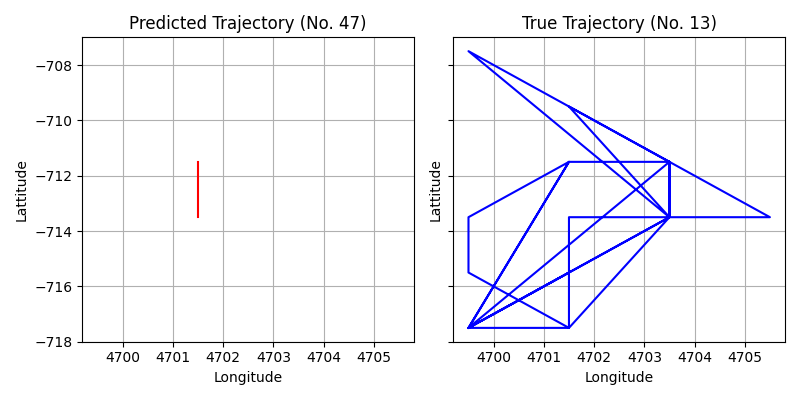 Predicted Trajectory (No. 47)
True Trajectory (No. 13)
−708
−710
−712
−714
−716
−718
Lattitude
Lattitude
4700 4701 4702 4703 4704 4705
4700 4701 4702 4703 4704 4705
Longitude
Longitude